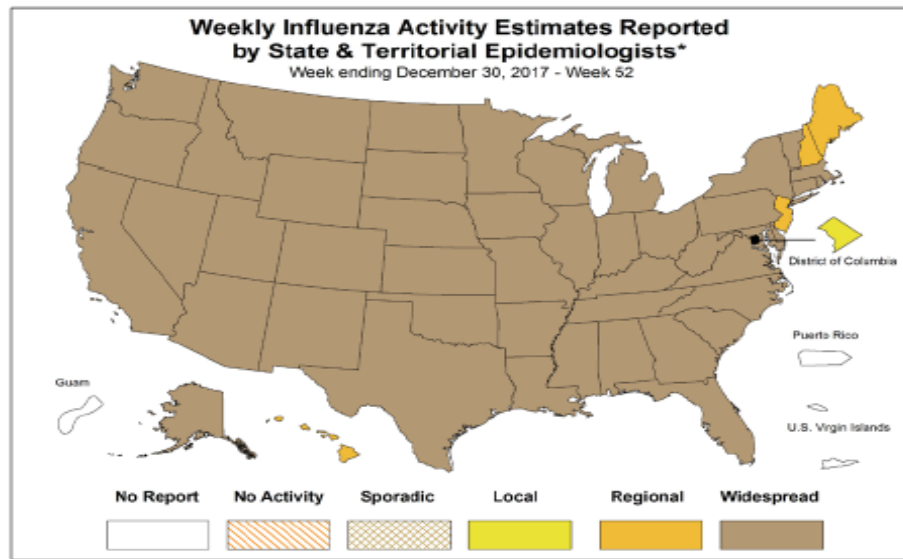 Weekly Influenza Activity Estimates Reported
by State & Territorial Epidemiologists*
Week ending December 30, 2017 - Week 52
District of Columbia
Puerto Rico
Guam
U.S. Virgin Islands
No Report No Activity Sporadic Local Regional Widespread